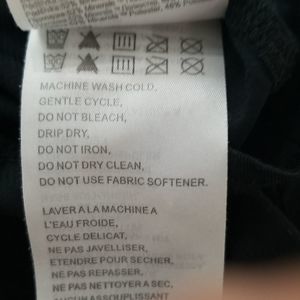 MACHINE WASH COLD,
GENTLE CYCLE,
DO NOT BLEACH,
DRIP DRY,
DO NOT IRON,
DO NOT DRY CLEAN,
DO NOT USE FABRIC SOFTENER.
LAVER A LA MACHINE A
L'EAU FROIDE,
CYCLE DELICAT,
NE PAS JAVELLISER,
ETENDRE POUR SECHER,
NE PAS REPASSER,
NE PAS NETTOYER A SEC,
AUCUN ASSOUPLISSANT